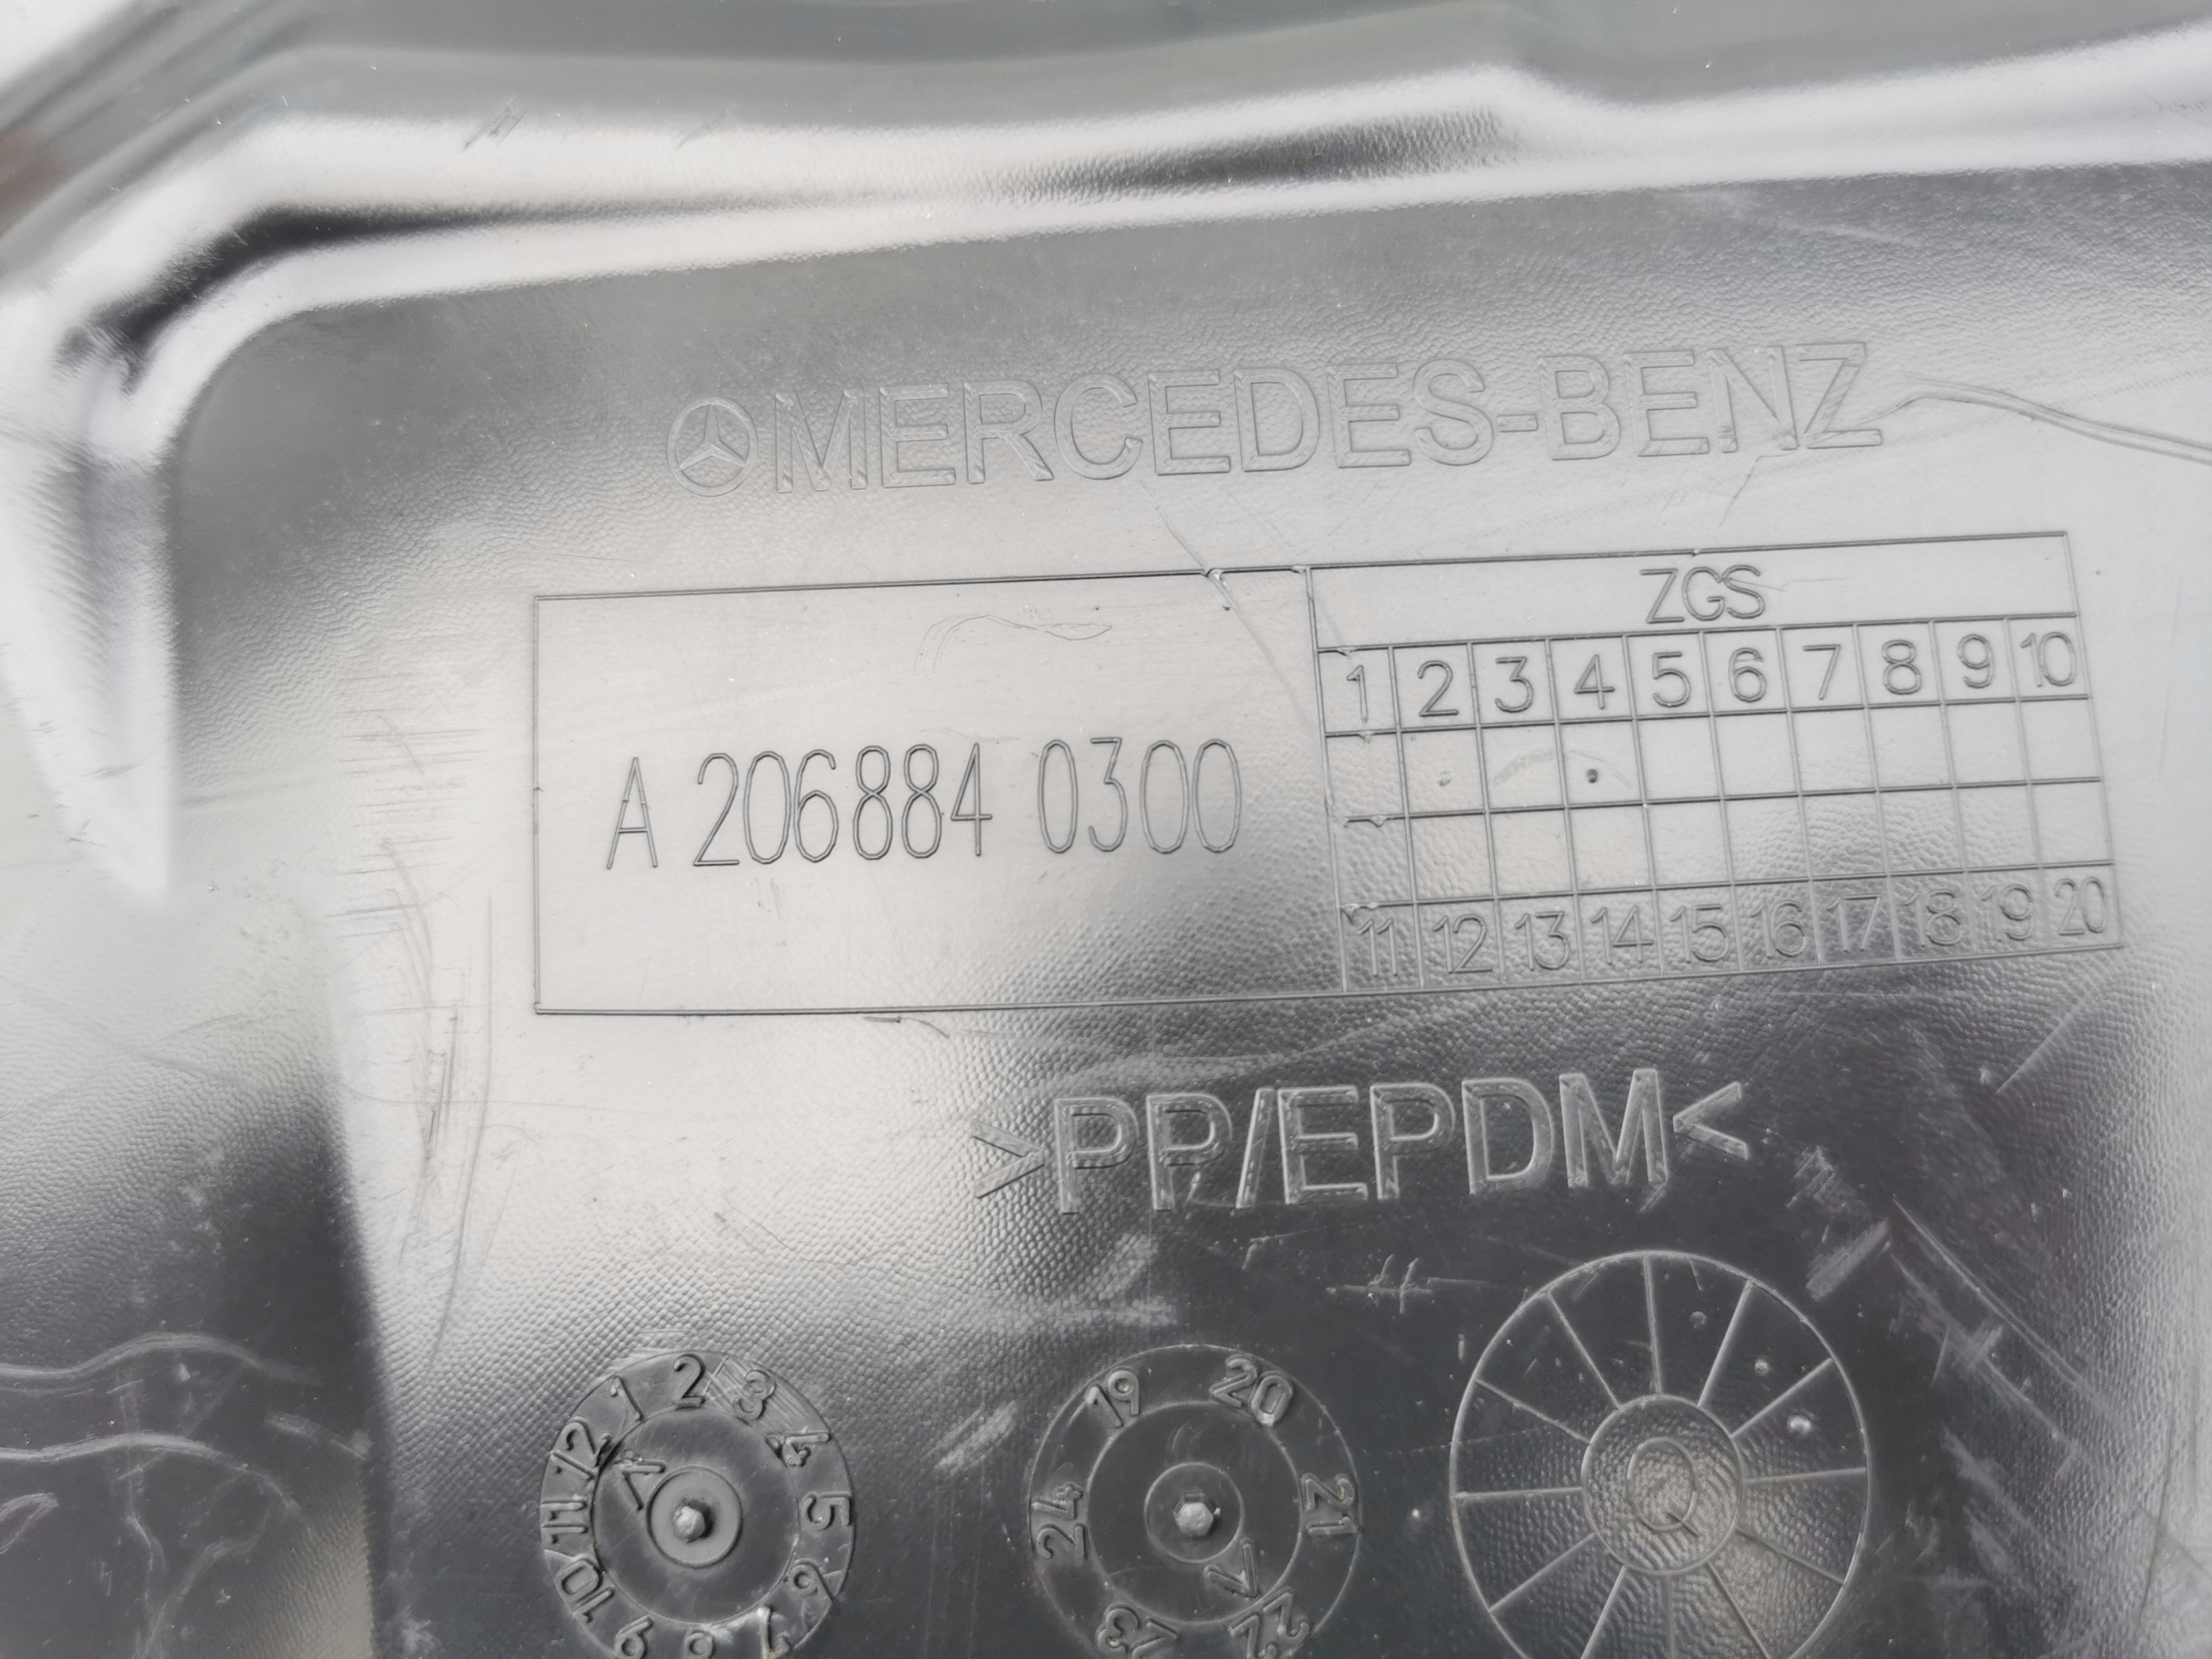 MERCEDES-BENZ
ZGS
1 2 3 4 5 6 7 8 9 10
A 206 884 0300
11 12 13 14 15 16 17 18 19 20
>PP/EPDM<
1 2 3 4 5 6 7 8 9 10 11 12
19 20 21 22 23 24
Q